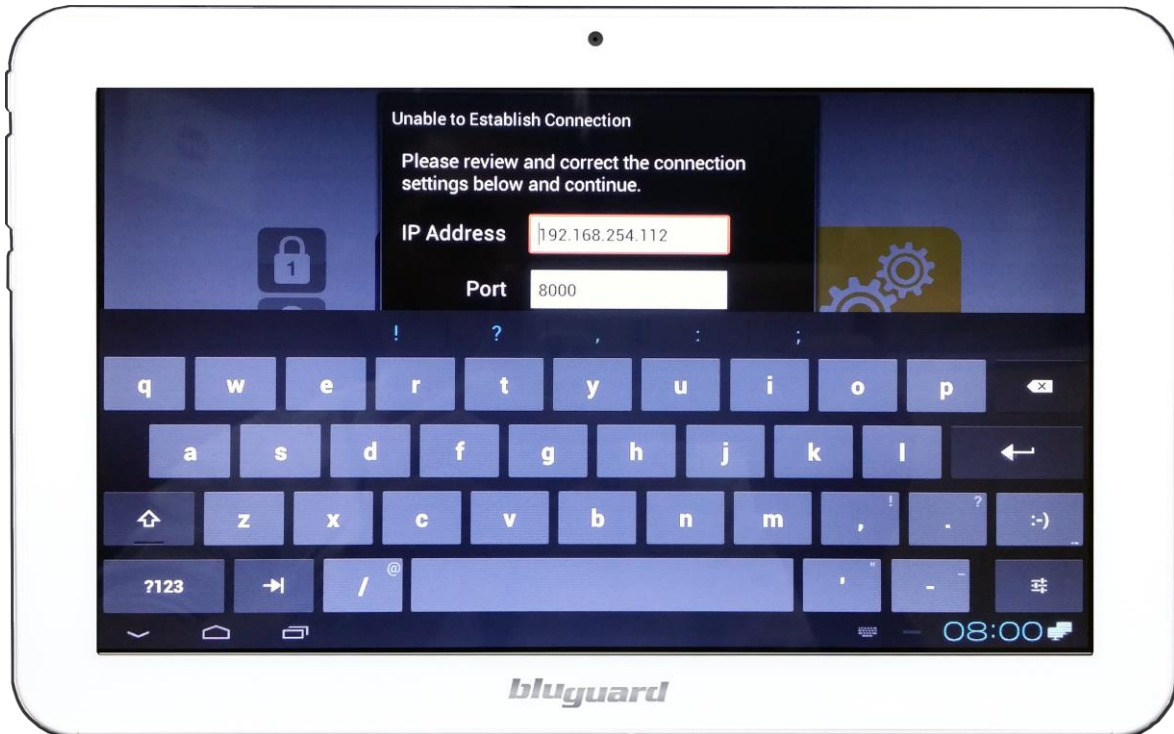 Unable to Establish Connection
Please review and correct the connection
settings below and continue.
IP Address 192.168.254.112
Port 8000
1
! ? , : ;
q w e r t y u i o p
a s d f g h j k l
z x c v b n m , ! . ? :-)
?123 / @ ' " - _
08:00
bluguard